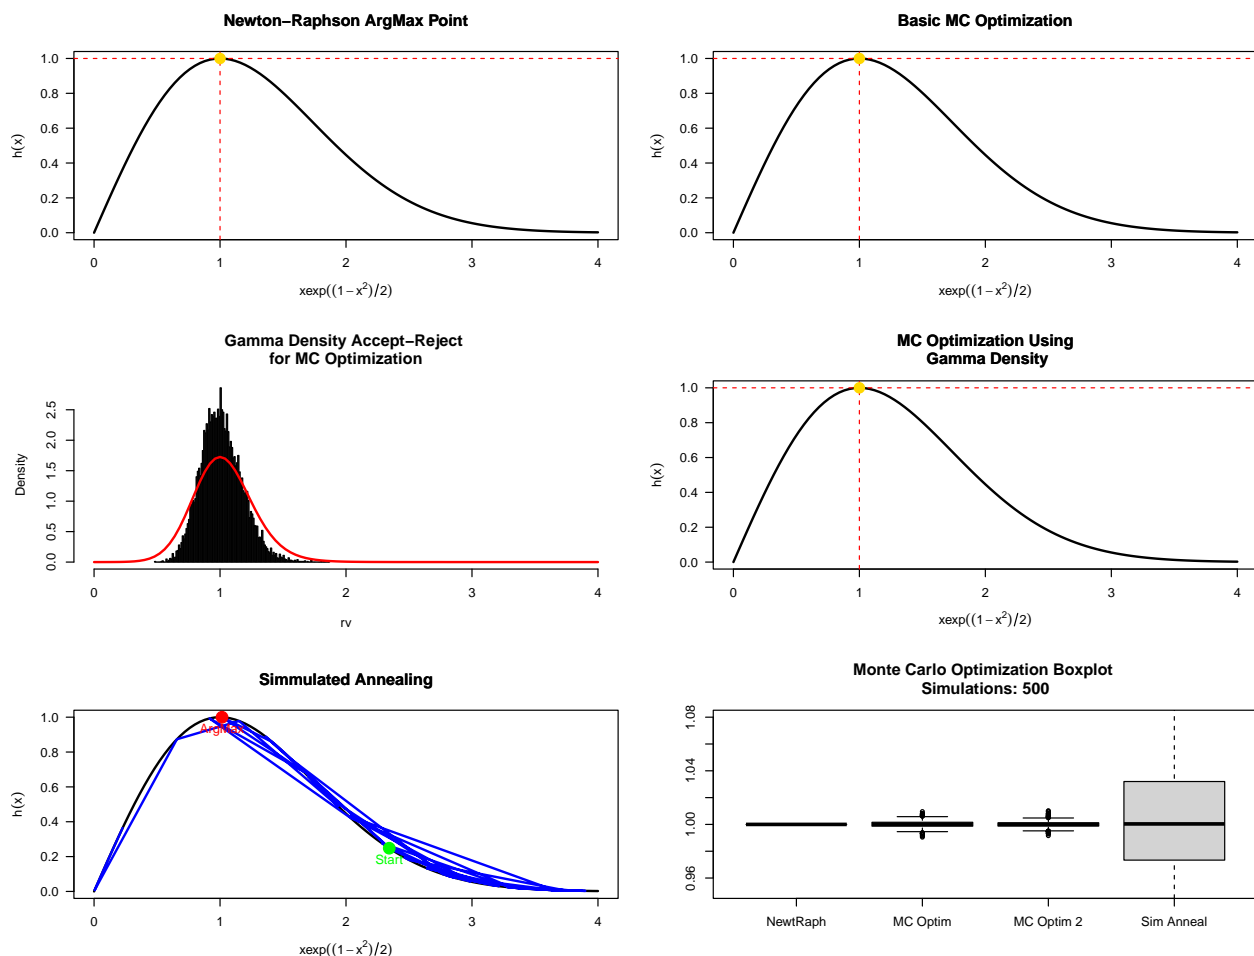 Newton−Raphson ArgMax Point
h(x)
1.0
0.8
0.6
0.4
0.2
0.0
0 1 2 3 4
xexp((1−x²)/2)
Basic MC Optimization
h(x)
1.0
0.8
0.6
0.4
0.2
0.0
0 1 2 3 4
xexp((1−x²)/2)
Gamma Density Accept−Reject
for MC Optimization
Density
2.5
2.0
1.5
1.0
0.5
0.0
0 1 2 3 4
rv
MC Optimization Using
Gamma Density
h(x)
1.0
0.8
0.6
0.4
0.2
0.0
0 1 2 3 4
xexp((1−x²)/2)
Simmulated Annealing
h(x)
1.0
0.8
0.6
0.4
0.2
0.0
ArgMax
Start
0 1 2 3 4
xexp((1−x²)/2)
Monte Carlo Optimization Boxplot
Simulations: 500
1.08
1.04
1.00
0.96
NewtRaph MC Optim MC Optim 2 Sim Anneal